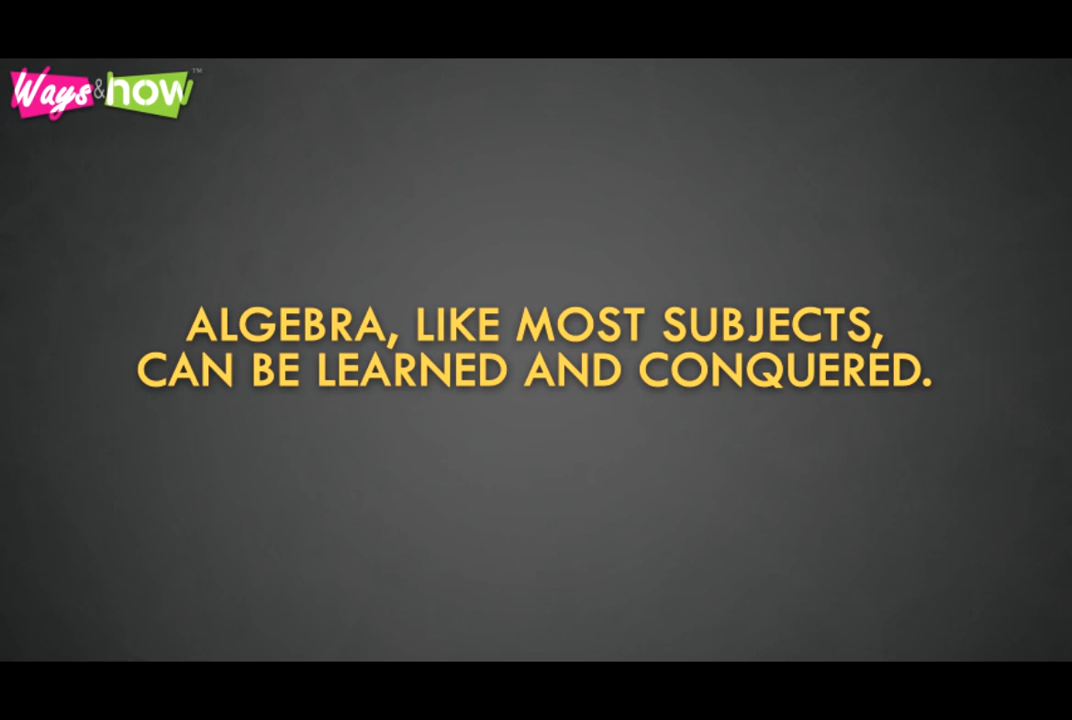 Ways&how™
ALGEBRA, LIKE MOST SUBJECTS,
CAN BE LEARNED AND CONQUERED.